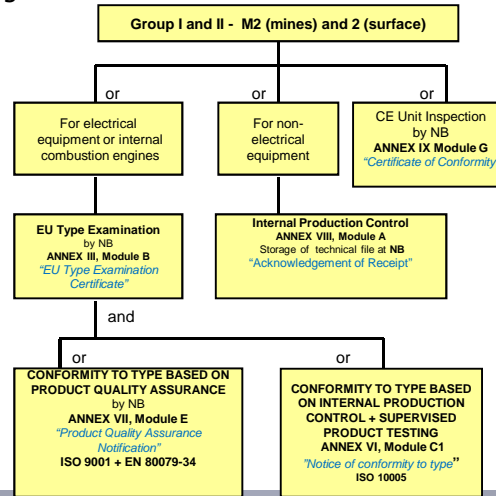 Group I and II - M2 (mines) and 2 (surface)
or
or
or
For electrical
equipment or internal
combustion engines
For non-
electrical
equipment
CE Unit Inspection
by NB
ANNEX IX Module G
“Certificate of Conformity
EU Type Examination
by NB
ANNEX III, Module B
“EU Type Examination
Certificate”
Internal Production Control
ANNEX VIII, Module A
Storage of technical file at NB
“Acknowledgement of Receipt”
and
or
or
CONFORMITY TO TYPE BASED ON
PRODUCT QUALITY ASSURANCE
by NB
ANNEX VII, Module E
“Product Quality Assurance
Notification”
ISO 9001 + EN 80079-34
CONFORMITY TO TYPE BASED
ON INTERNAL PRODUCTION
CONTROL + SUPERVISED
PRODUCT TESTING
ANNEX VI, Module C1
"Notice of conformity to type”
ISO 10005